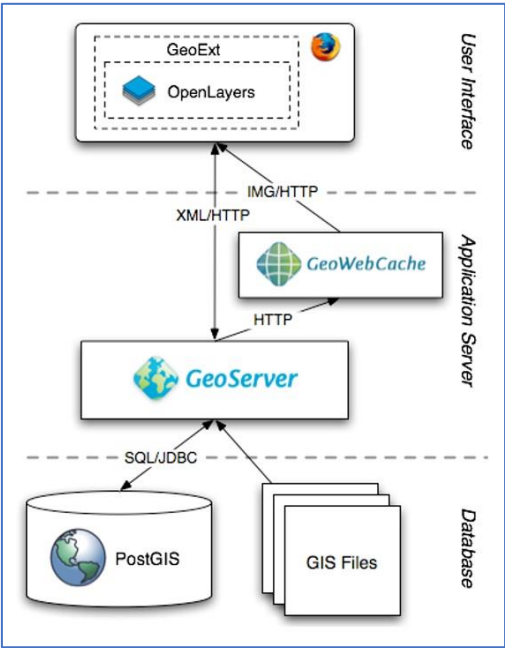 GeoExt
OpenLayers
User Interface
IMG/HTTP
XML/HTTP
GeoWebCache
Application Server
HTTP
GeoServer
SQL/JDBC
PostGIS
GIS Files
Database